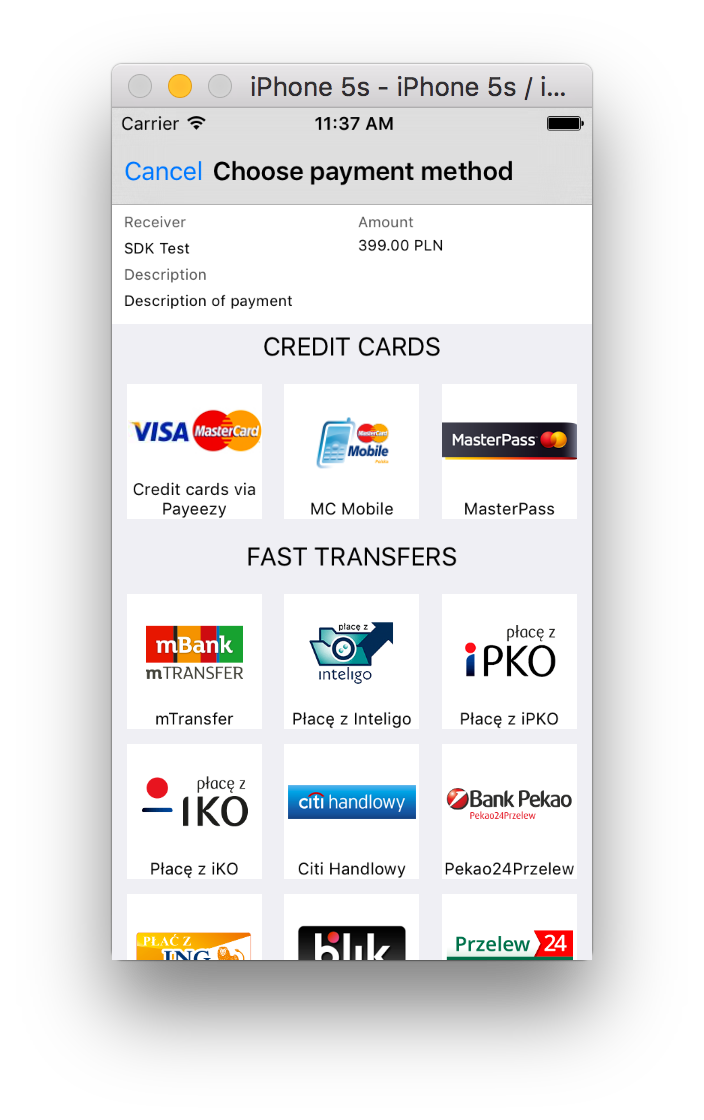 iPhone 5s - iPhone 5s / i...
Carrier 11:37 AM
Cancel Choose payment method
Receiver Amount
SDK Test 399.00 PLN
Description
Description of payment
CREDIT CARDS
VISA MasterCard
MasterCard
Mobile
MasterPass
Credit cards via
Payeezy
MC Mobile
MasterPass
FAST TRANSFERS
mBank
mTRANSFER
płacę z
inteligo
płacę z
iPKO
mTransfer
Płacę z Inteligo
Płacę z iPKO
płacę z
IKO
citi handlowy
Bank Pekao
Pekao24Przelew
Płacę z iKO
Citi Handlowy
Pekao24Przelew
PŁAĆ Z
ING
blik
Przelew 24